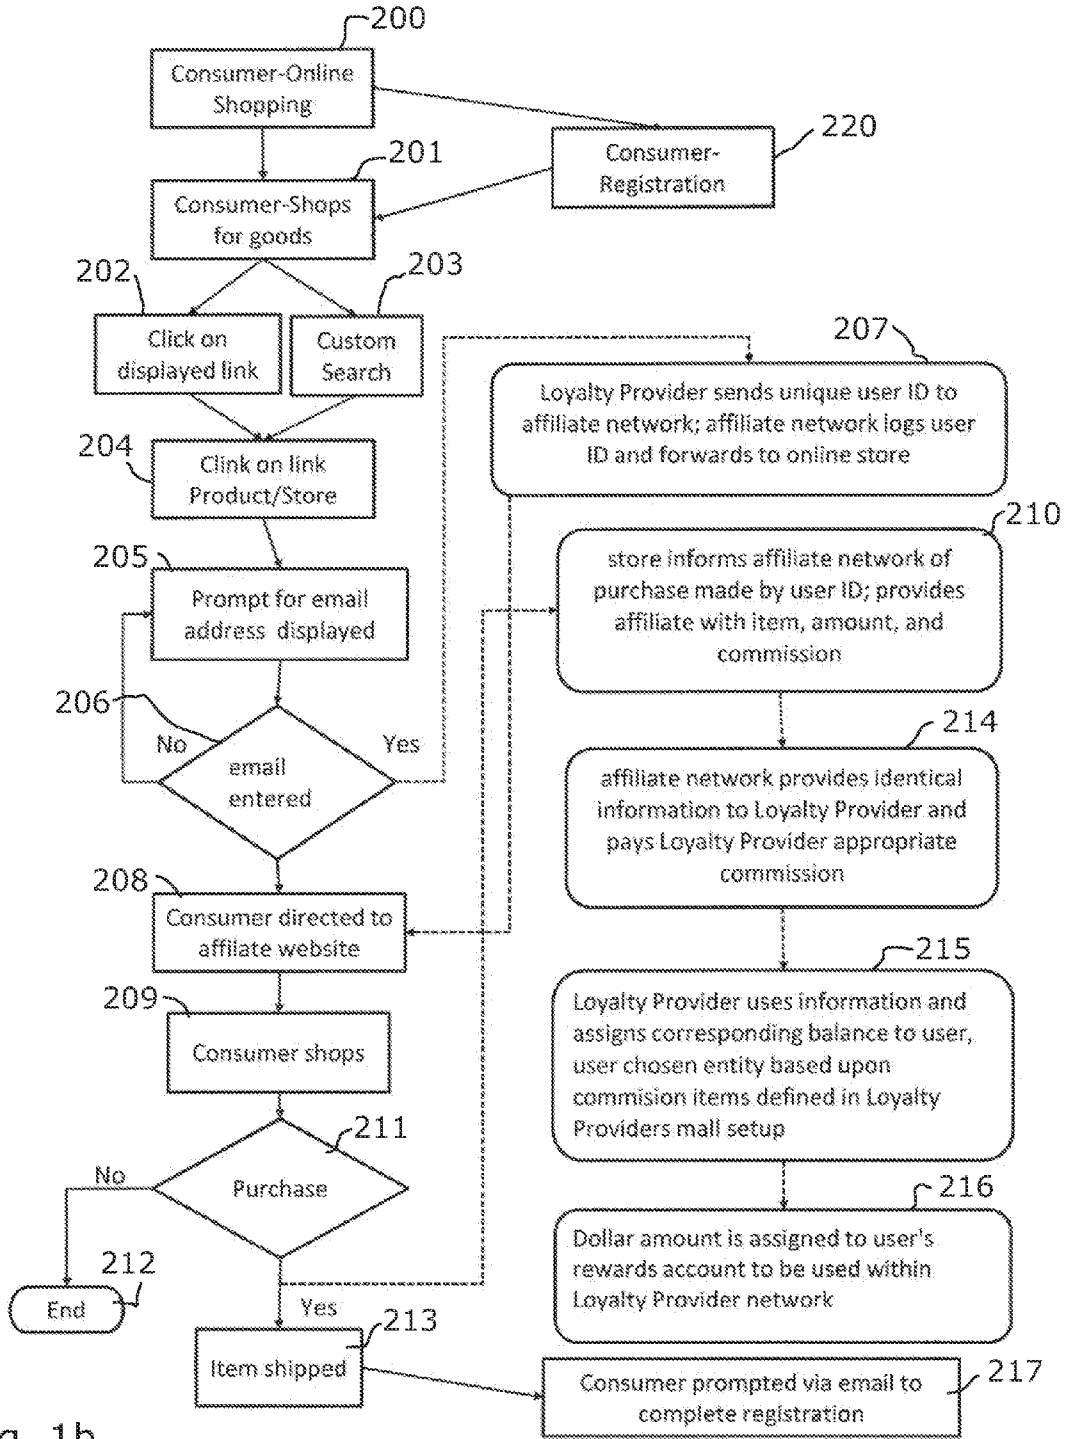 200
Consumer-Online
Shopping
220
Consumer-
Registration
201
Consumer-Shops
for goods
202
203
Click on
displayed link
Custom
Search
207
Loyalty Provider sends unique user ID to
affiliate network; affiliate network logs user
ID and forwards to online store
204
Clink on link
Product/Store
210
store informs affiliate network of
purchase made by user ID; provides
affiliate with item, amount, and
commission
205
Prompt for email
address displayed
206
No
Yes
email
entered
214
affiliate network provides identical
information to Loyalty Provider and
pays Loyalty Provider appropriate
commission
208
Consumer directed to
affiliate website
215
Loyalty Provider uses information and
assigns corresponding balance to user,
user chosen entity based upon
commision items defined in Loyalty
Providers mall setup
209
Consumer shops
211
No
Purchase
216
Dollar amount is assigned to user's
rewards account to be used within
Loyalty Provider network
212
End
Yes
213
Item shipped
217
Consumer prompted via email to
complete registration
1b